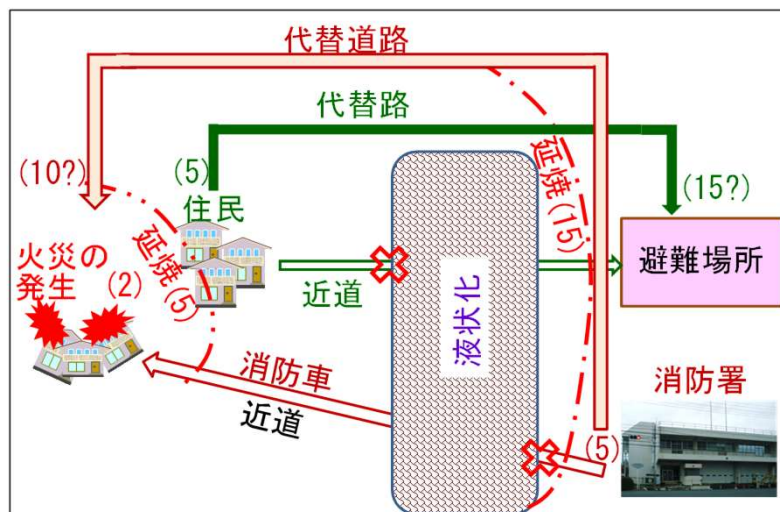 代替道路
代替路
(10?)
(5)
住民
延焼(5)
延焼(15)
(15?)
火災の
発生
(2)
近道
液状化
避難場所
消防車
近道
消防署
(5)